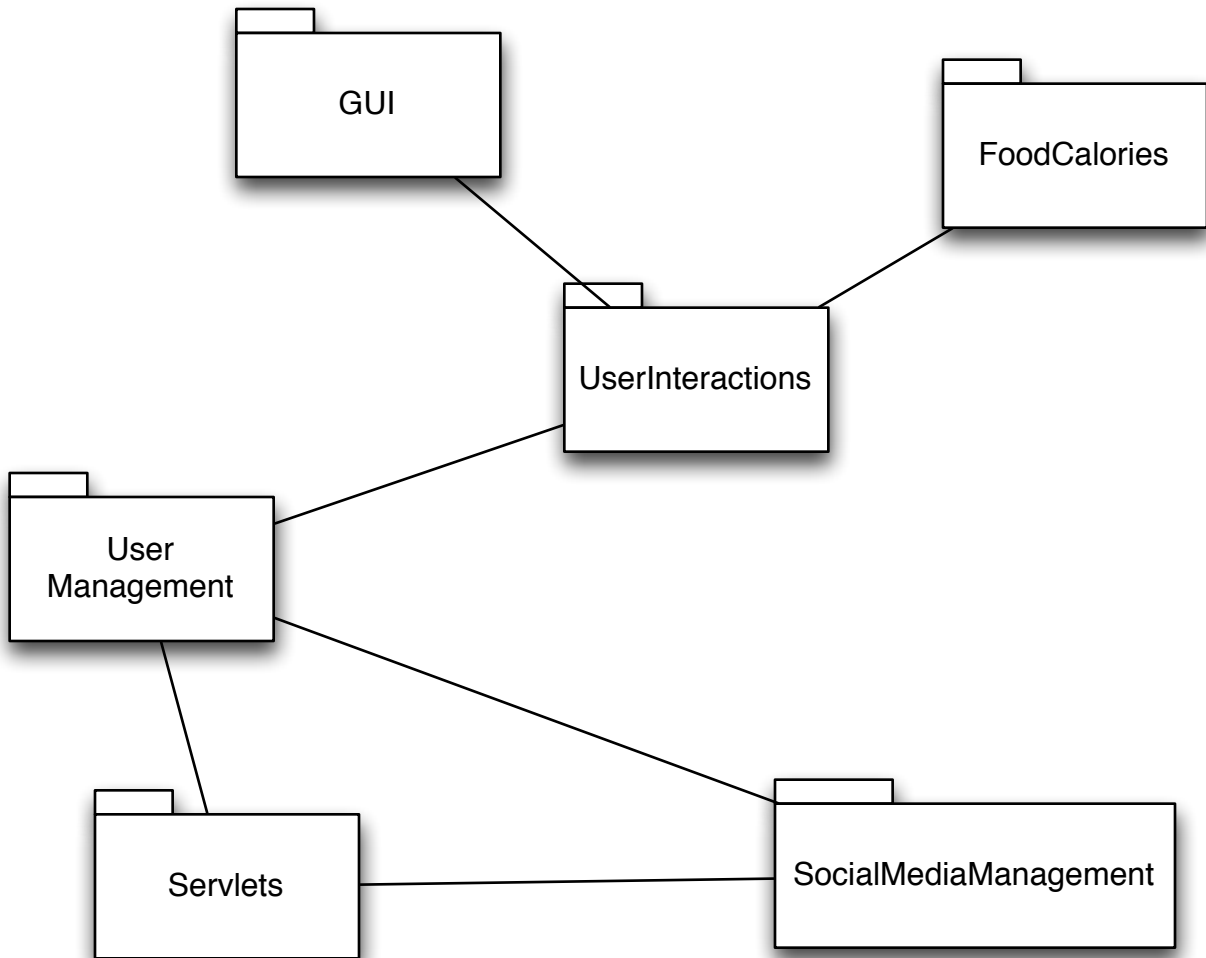 GUI
FoodCalories
UserInteractions
User
Management
Servlets
SocialMediaManagement